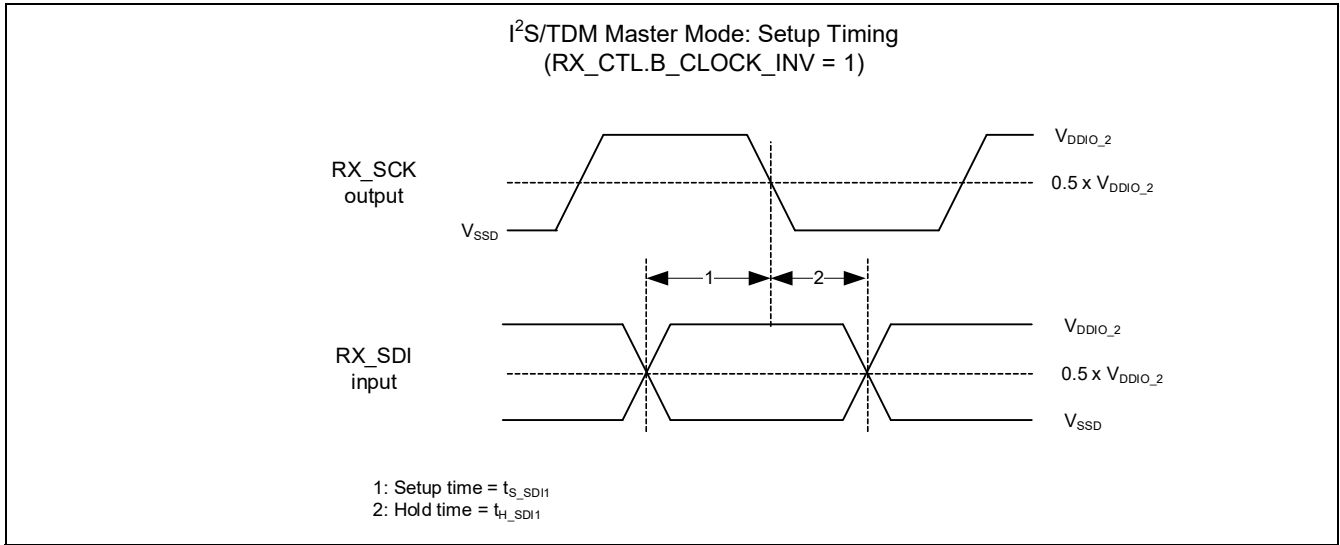 I²S/TDM Master Mode: Setup Timing
(RX_CTL.B_CLOCK_INV = 1)
RX_SCK
output
V_DDIO_2
0.5 x V_DDIO_2
V_SSD
1
2
RX_SDI
input
V_DDIO_2
0.5 x V_DDIO_2
V_SSD
1: Setup time = t_S_SDI1
2: Hold time = t_H_SDI1